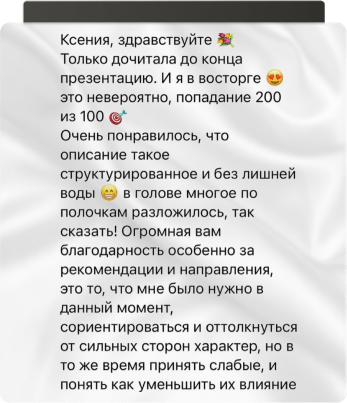 Ксения, здравствуйте 💐
Только дочитала до конца
презентацию. И я в восторге 😍
это невероятно, попадание 200
из 100 🎯
Очень понравилось, что
описание такое
структурированное и без лишней
воды 😁 в голове многое по
полочкам разложилось, так
сказать! Огромная вам
благодарность особенно за
рекомендации и направления,
это то, что мне было нужно в
данный момент,
сориентироваться и оттолкнуться
от сильных сторон характер, но в
то же время принять слабые, и
понять как уменьшить их влияние